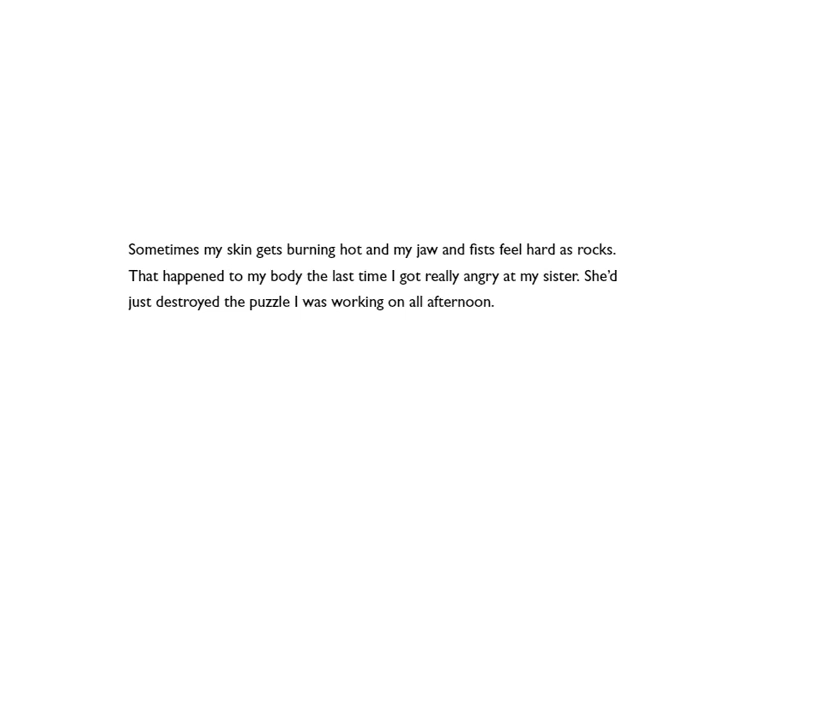 Sometimes my skin gets burning hot and my jaw and fists feel hard as rocks.
That happened to my body the last time I got really angry at my sister. She’d
just destroyed the puzzle I was working on all afternoon.